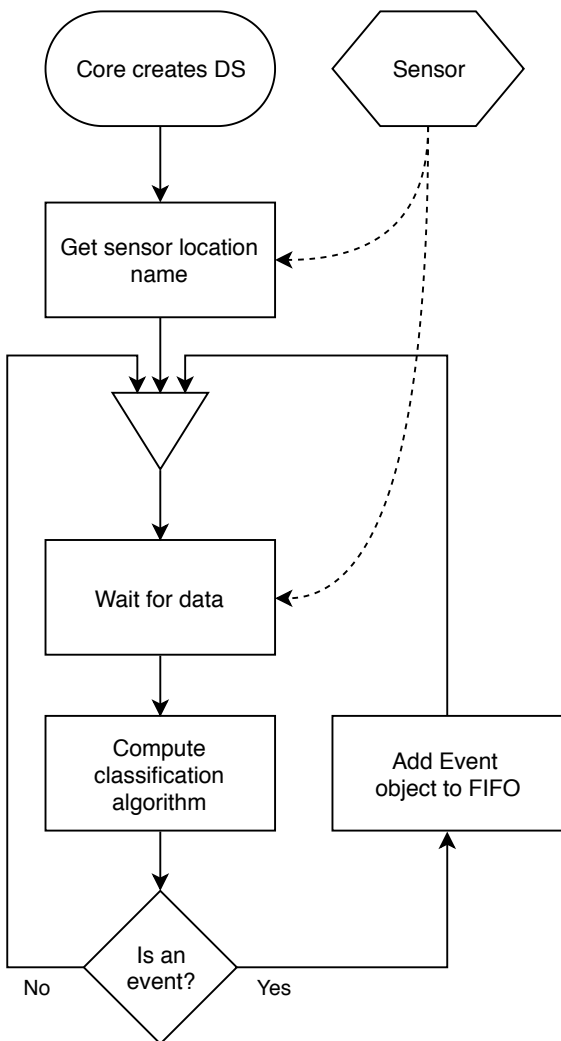 Core creates DS
Sensor
Get sensor location
name
Wait for data
Compute
classification
algorithm
Add Event
object to FIFO
Is an
event?
No
Yes